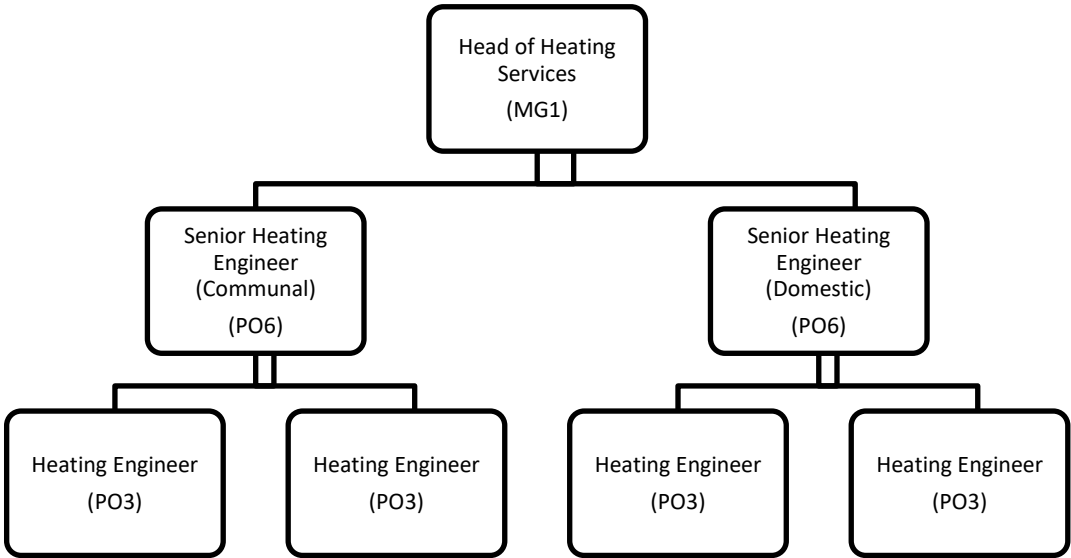 Head of Heating
Services
(MG1)
Senior Heating
Engineer
(Communal)
(PO6)
Senior Heating
Engineer
(Domestic)
(PO6)
Heating Engineer
(PO3)
Heating Engineer
(PO3)
Heating Engineer
(PO3)
Heating Engineer
(PO3)